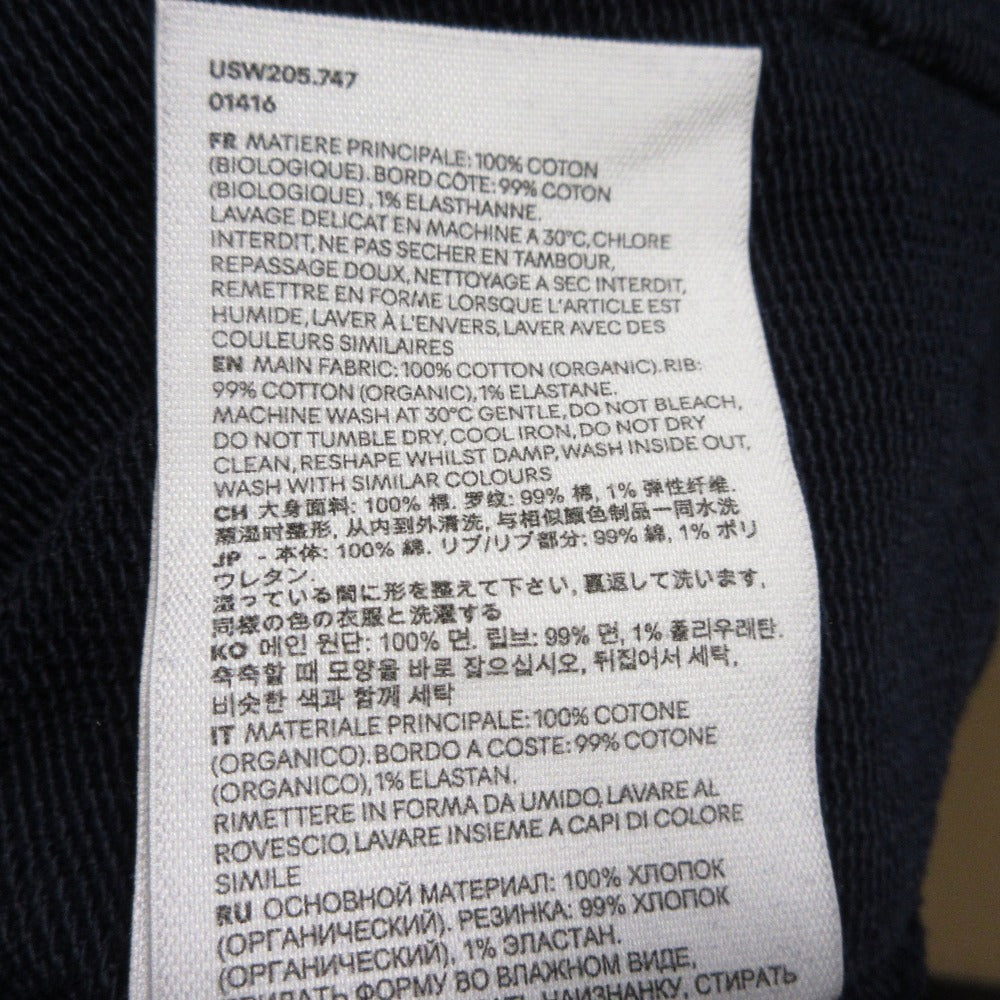 USW205.747
01416
FR MATIERE PRINCIPALE: 100% COTON
(BIOLOGIQUE). BORD CÔTE: 99% COTON
(BIOLOGIQUE), 1% ELASTHANNE.
LAVAGE DELICAT EN MACHINE A 30°C, CHLORE
INTERDIT, NE PAS SECHER EN TAMBOUR,
REPASSAGE DOUX, NETTOYAGE A SEC INTERDIT,
REMETTRE EN FORME LORSQUE L'ARTICLE EST
HUMIDE, LAVER À L'ENVERS, LAVER AVEC DES
COULEURS SIMILAIRES
EN MAIN FABRIC: 100% COTTON (ORGANIC). RIB:
99% COTTON (ORGANIC), 1% ELASTANE.
MACHINE WASH AT 30°C GENTLE, DO NOT BLEACH,
DO NOT TUMBLE DRY, COOL IRON, DO NOT DRY
CLEAN, RESHAPE WHILST DAMP, WASH INSIDE OUT,
WASH WITH SIMILAR COLOURS
CH 大身面料: 100% 棉. 罗纹: 99% 棉, 1% 弹性纤维.
潮湿时整形, 从内到外清洗, 与相似颜色制品一同水洗
JP - 本体: 100% 綿. リブ/リブ部分: 99% 綿, 1% ポリ
ウレタン.
湿っている間に形を整えて下さい, 裏返して洗います,
同様の色の衣服と洗濯する
KO 메인 원단: 100% 면. 립브: 99% 면, 1% 폴리우레탄.
축축할 때 모양을 바로 잡으십시오, 뒤집어서 세탁,
비슷한 색과 함께 세탁
IT MATERIALE PRINCIPALE: 100% COTONE
(ORGANICO). BORDO A COSTE: 99% COTONE
(ORGANICO), 1% ELASTAN.
RIMETTERE IN FORMA DA UMIDO, LAVARE AL
ROVESCIO, LAVARE INSIEME A CAPI DI COLORE
SIMILE
RU ОСНОВНОЙ МАТЕРИАЛ: 100% ХЛОПОК
(ОРГАНИЧЕСКИЙ). РЕЗИНКА: 99% ХЛОПОК
(ОРГАНИЧЕСКИЙ), 1% ЭЛАСТАН.
ФОРМУ ВО ВЛАЖНОМ ВИДЕ,
НАИЗНАНКУ, СТИРАТЬ